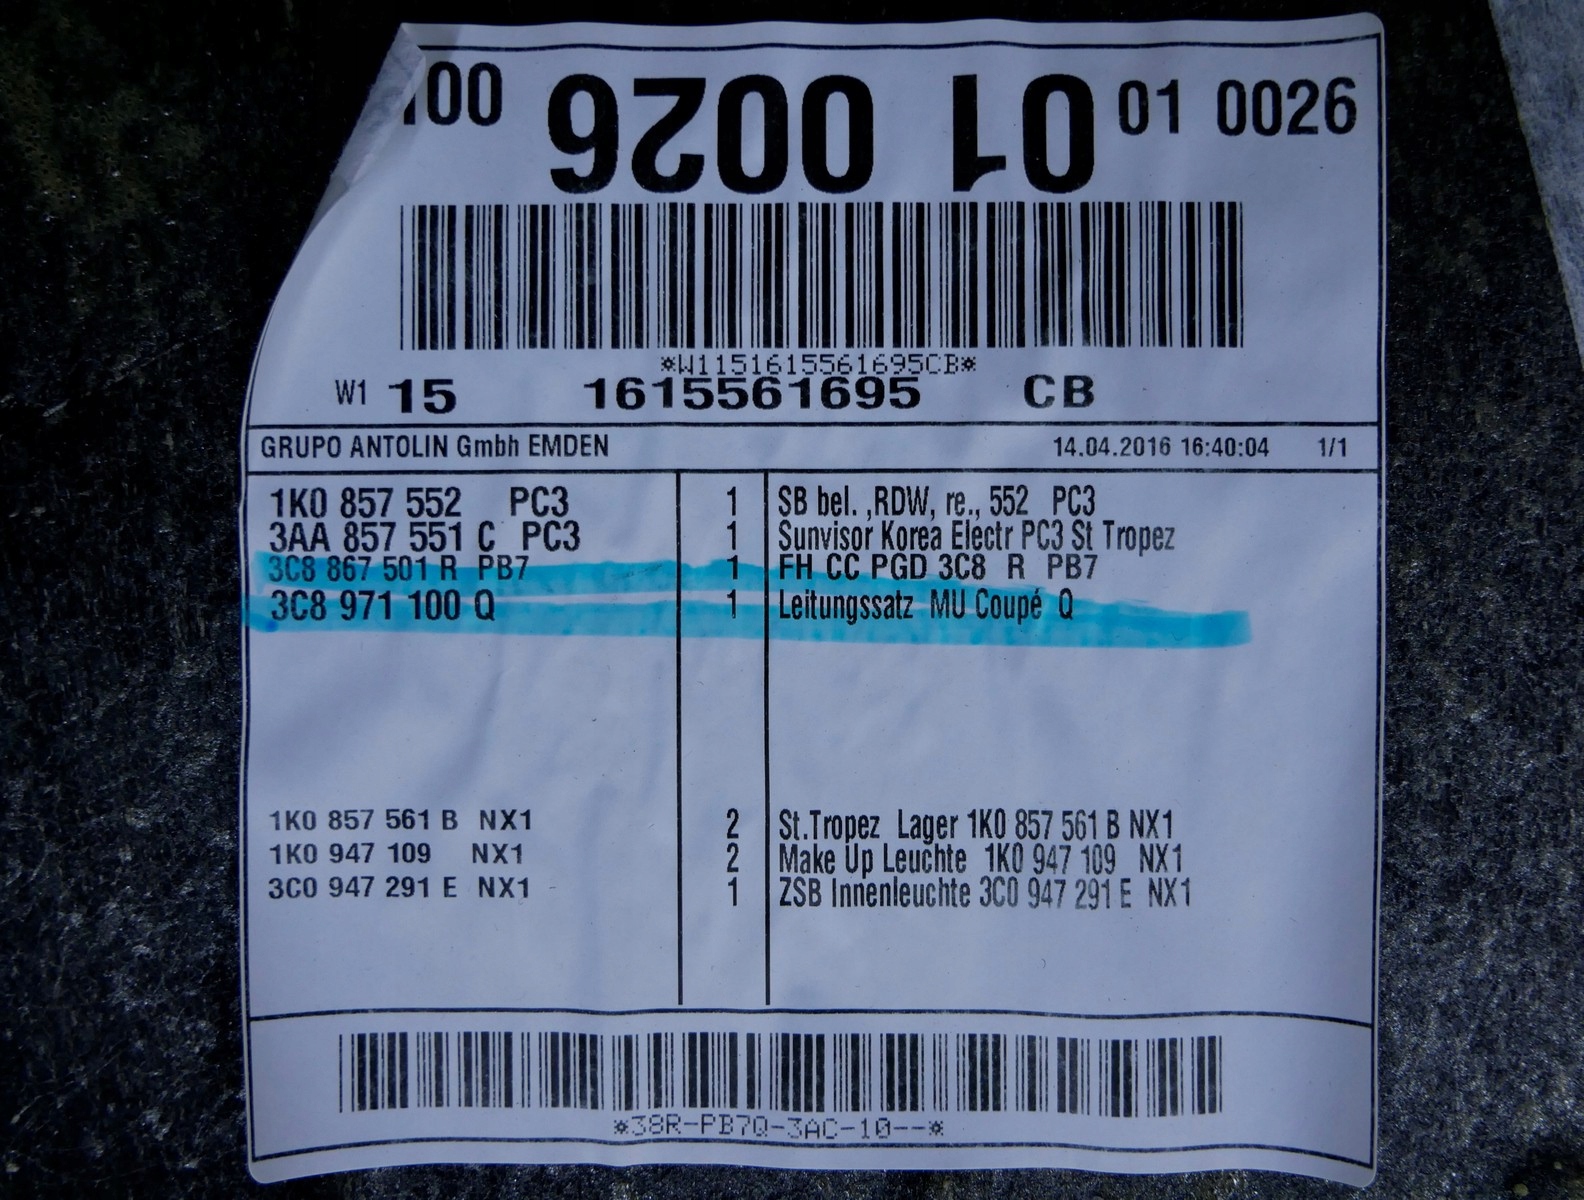 00 01 0026 01 0026
*W1151615561695CB*
W1 15 1615561695 CB
GRUPO ANTOLIN Gmbh EMDEN 14.04.2016 16:40:04 1/1
1K0 857 552 PC3 1 SB bel. ,RDW, re., 552 PC3
3AA 857 551 C PC3 1 Sunvisor Korea Electr PC3 St Tropez
3C8 867 501 R PB7 1 FH CC PGD 3C8 R PB7
3C8 971 100 Q 1 Leitungssatz MU Coupé Q
1K0 857 561 B NX1 2 St.Tropez Lager 1K0 857 561 B NX1
1K0 947 109 NX1 2 Make Up Leuchte 1K0 947 109 NX1
3C0 947 291 E NX1 1 ZSB Innenleuchte 3C0 947 291 E NX1
*38R-PB7Q-3AC-10--*